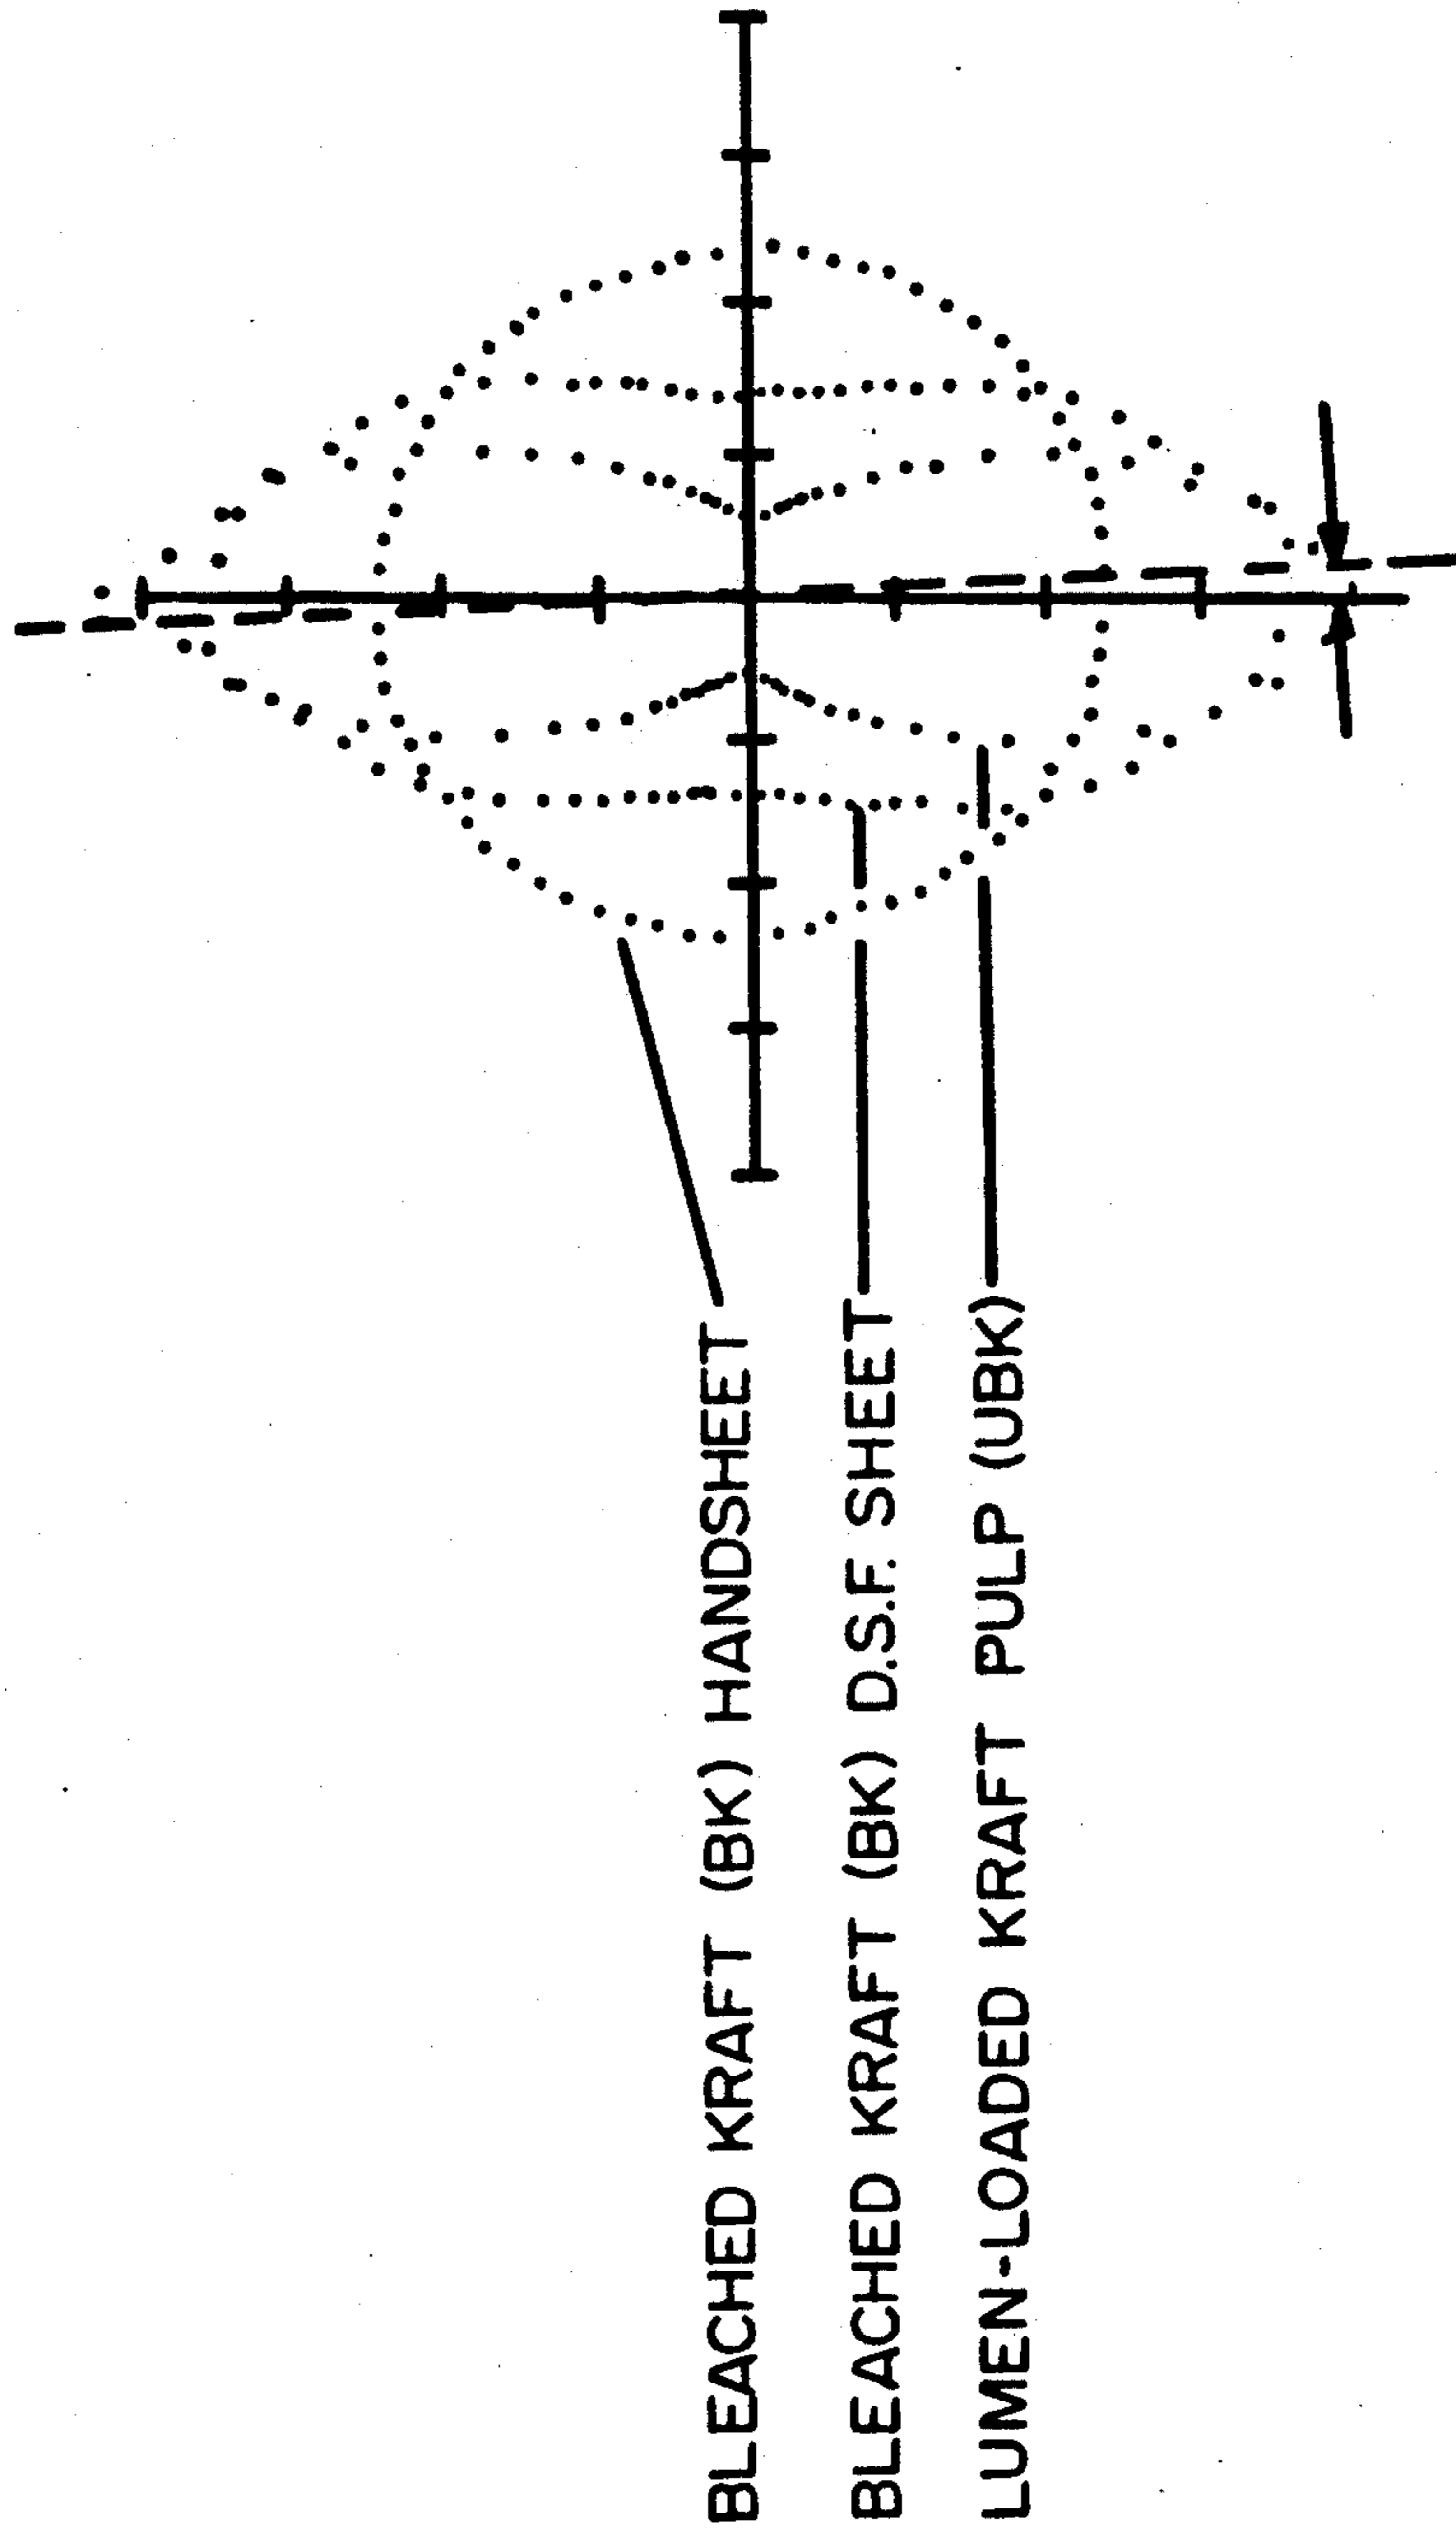 BLEACHED KRAFT (BK) HANDSHEET
BLEACHED KRAFT (BK) D.S.F. SHEET
LUMEN-LOADED KRAFT PULP (UBK)